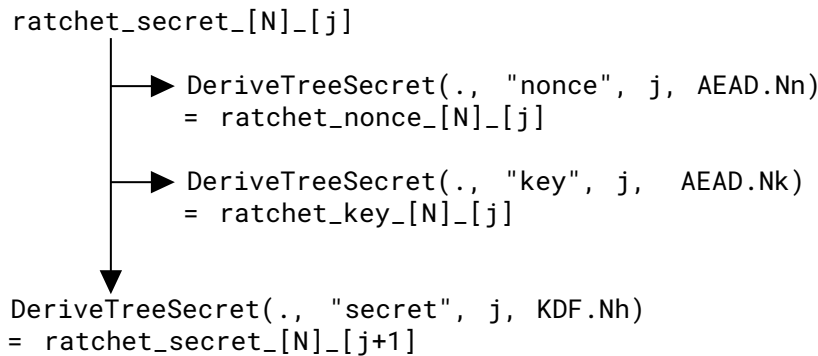 ratchet_secret_[N]_[j]
DeriveTreeSecret(., "nonce", j, AEAD.Nn)
= ratchet_nonce_[N]_[j]
DeriveTreeSecret(., "key", j, AEAD.Nk)
= ratchet_key_[N]_[j]
DeriveTreeSecret(., "secret", j, KDF.Nh)
= ratchet_secret_[N]_[j+1]